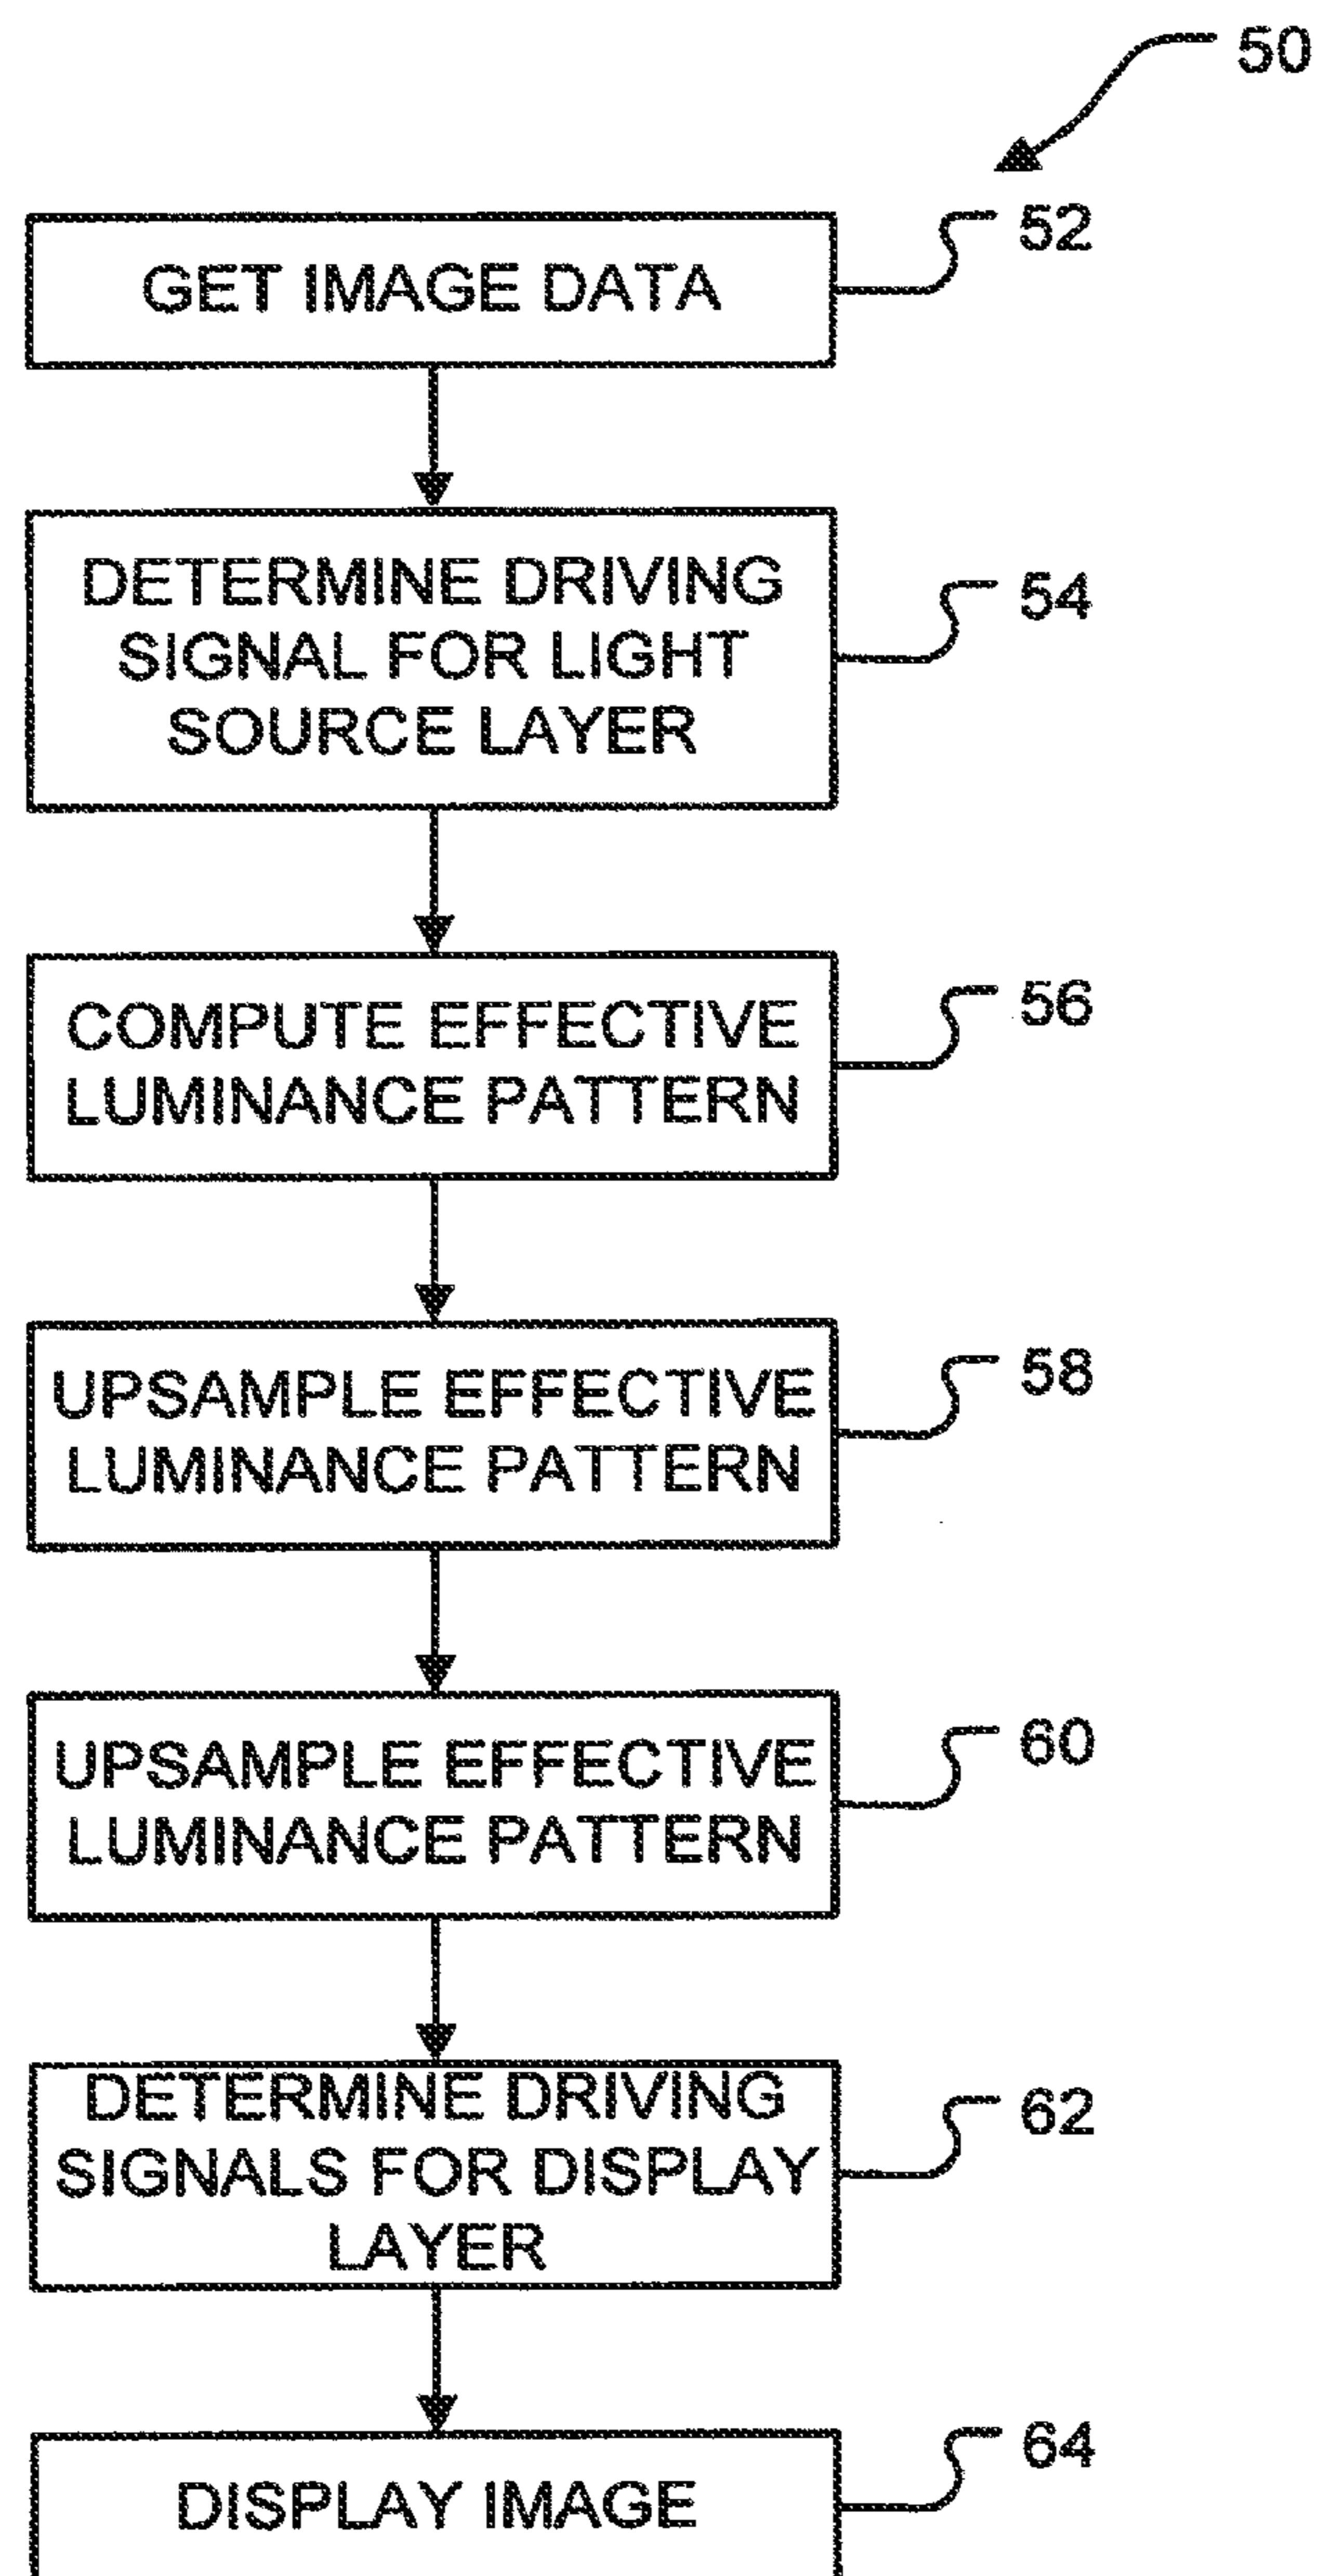 50
GET IMAGE DATA
52
DETERMINE DRIVING
SIGNAL FOR LIGHT
SOURCE LAYER
54
COMPUTE EFFECTIVE
LUMINANCE PATTERN
56
UPSAMPLE EFFECTIVE
LUMINANCE PATTERN
58
UPSAMPLE EFFECTIVE
LUMINANCE PATTERN
60
DETERMINE DRIVING
SIGNALS FOR DISPLAY
LAYER
62
DISPLAY IMAGE
64